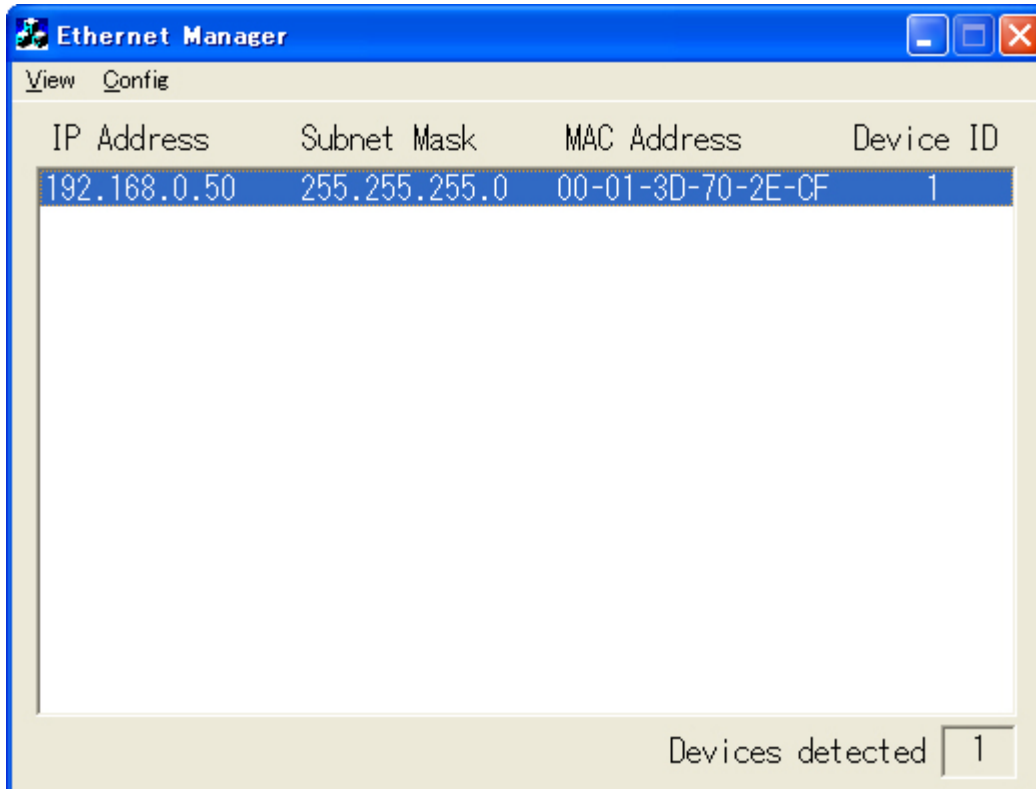 Ethernet Manager
View Config
IP Address Subnet Mask MAC Address Device ID
192.168.0.50 255.255.255.0 00-01-3D-70-2E-CF 1
Devices detected 1